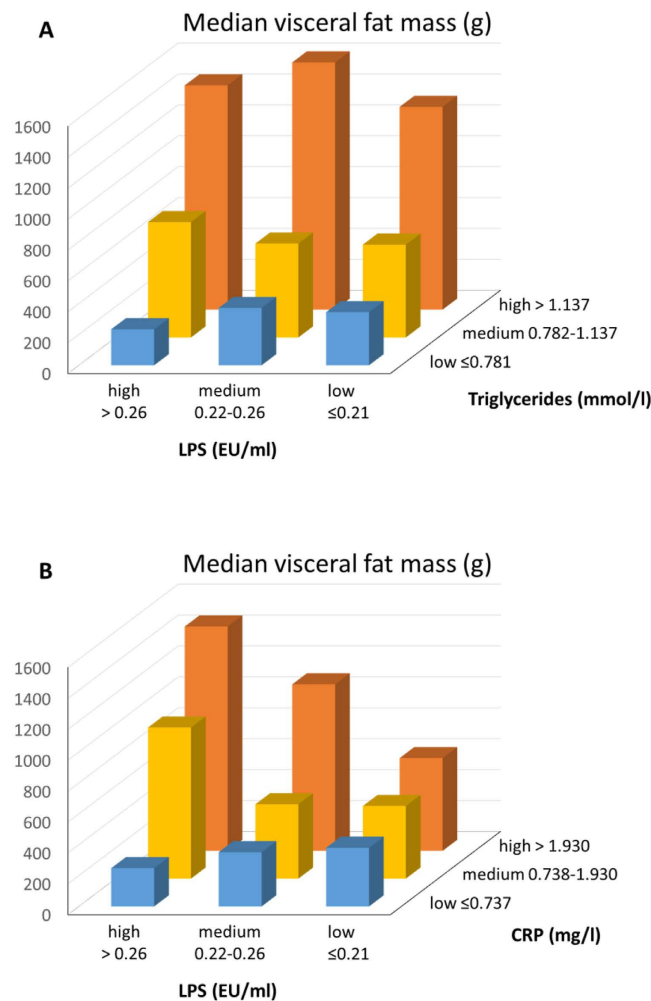 A
Median visceral fat mass (g)
1600
1400
1200
1000
800
600
400
200
0
high > 1.137
medium 0.782-1.137
low ≤0.781
Triglycerides (mmol/l)
high medium low
> 0.26 0.22-0.26 ≤0.21
LPS (EU/ml)
B
Median visceral fat mass (g)
1600
1400
1200
1000
800
600
400
200
0
high > 1.930
medium 0.738-1.930
low ≤0.737
CRP (mg/l)
high medium low
> 0.26 0.22-0.26 ≤0.21
LPS (EU/ml)